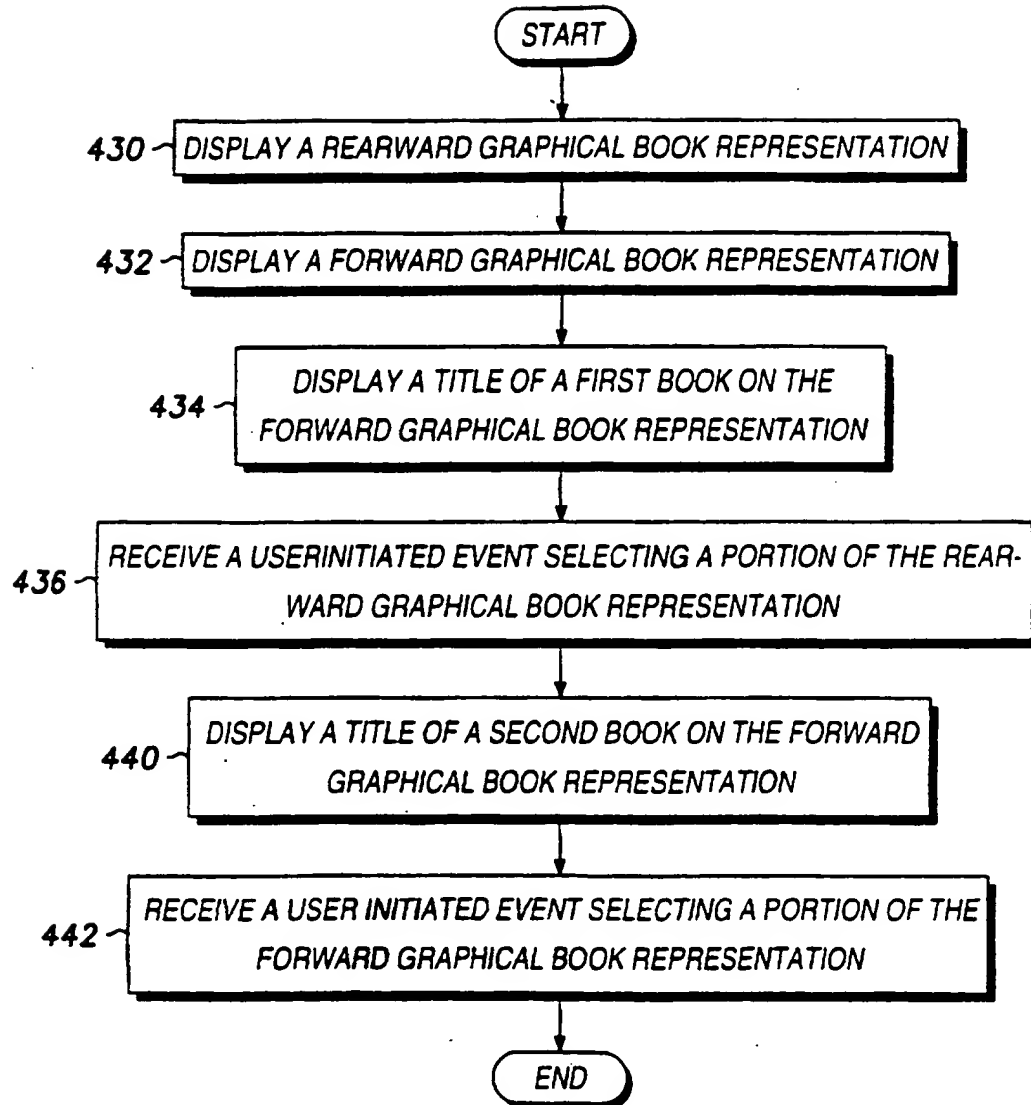 START
430 DISPLAY A REARWARD GRAPHICAL BOOK REPRESENTATION
432 DISPLAY A FORWARD GRAPHICAL BOOK REPRESENTATION
DISPLAY A TITLE OF A FIRST BOOK ON THE
434 FORWARD GRAPHICAL BOOK REPRESENTATION
RECEIVE A USERINITIATED EVENT SELECTING A PORTION OF THE REAR-
436 WARD GRAPHICAL BOOK REPRESENTATION
DISPLAY A TITLE OF A SECOND BOOK ON THE FORWARD
440 GRAPHICAL BOOK REPRESENTATION
RECEIVE A USER INITIATED EVENT SELECTING A PORTION OF THE
442 FORWARD GRAPHICAL BOOK REPRESENTATION
END